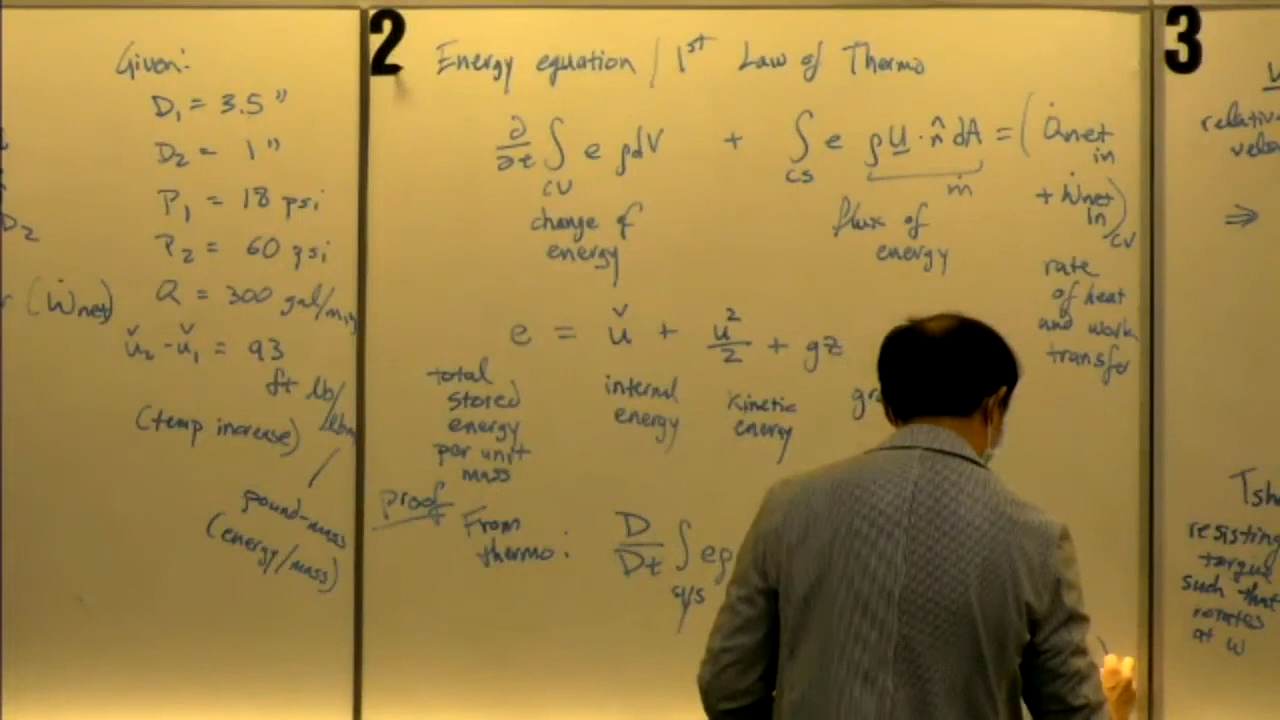 Given:
D₁ = 3.5"
D₂ = 1"
P₁ = 18 psi
P₂ = 60 psi
D₂
(Ẇnet)
Q = 300 gal/min
ǔ₂ - ǔ₁ = 93
ft lb/lbm
(temp increase)
pound-mass
(energy/mass)
2
Energy equation / 1st Law of Thermo
∂/∂t ∫cv e ρdV + ∫cs e ρU·n̂ dA = (Q̇net in
ṁ
+ Ẇnet in)cv
change of
energy
flux of
energy
rate
of heat
and work
transfer
e = ǔ + u²/2 + gz
total
stored
energy
per unit
mass
internal
energy
kinetic
energy
proof
From
thermo: D/Dt ∫sys eρ
3
⇒
resisting
torque
such that
rotates
at ω